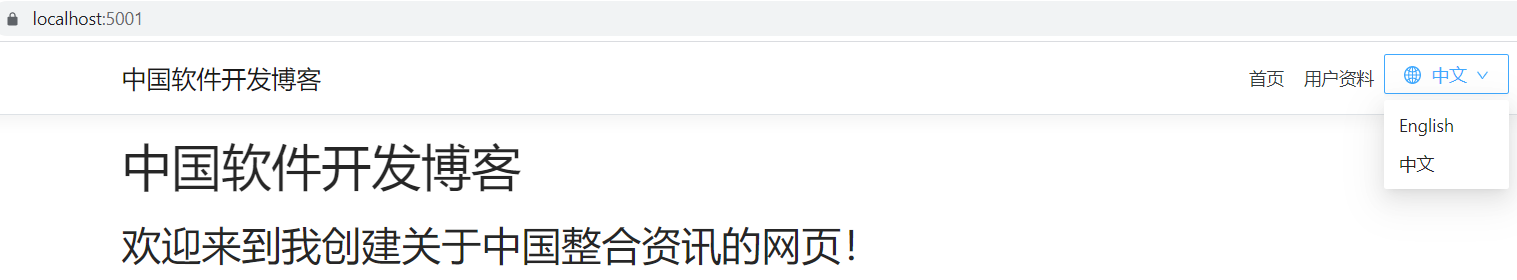 localhost:5001
中国软件开发博客 首页 用户资料 中文
English
中文
中国软件开发博客
欢迎来到我创建关于中国整合资讯的网页!